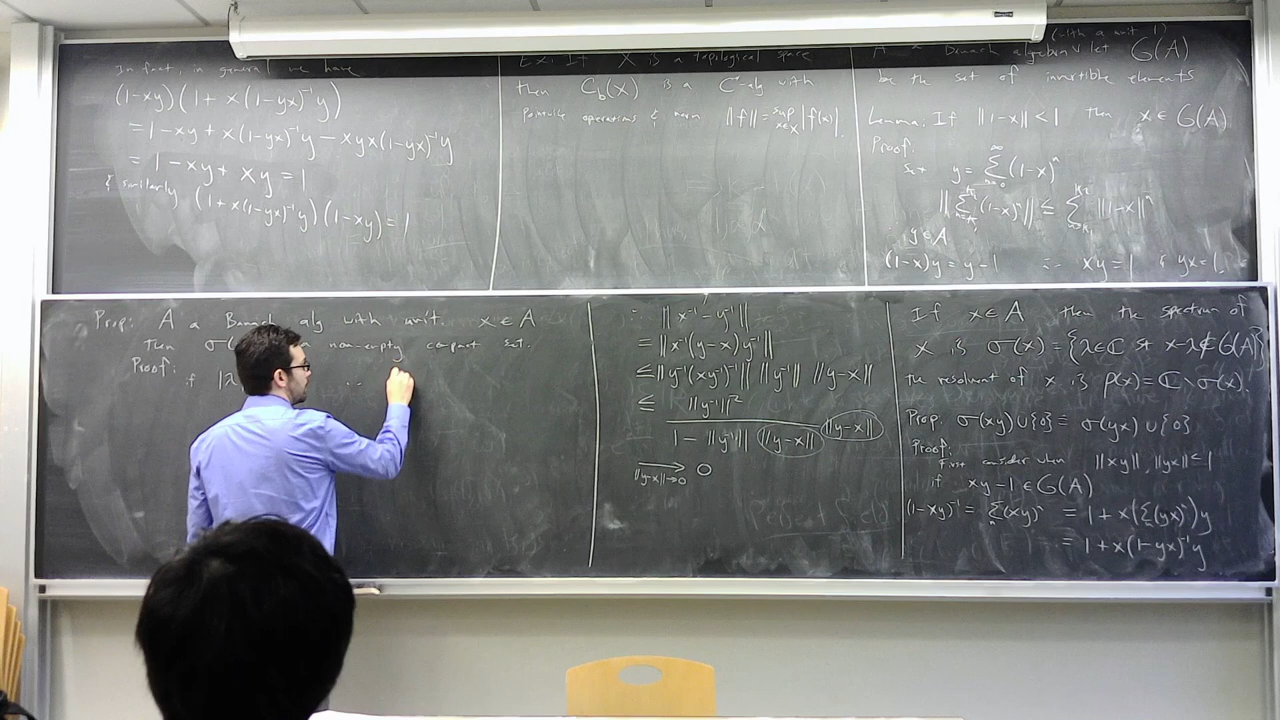 In fact, in general we have
(1-xy)(1 + x(1-yx)⁻¹y)
= 1-xy + x(1-yx)⁻¹y - xyx(1-yx)⁻¹y
= 1-xy + xy = 1
& similarly (1+x(1-yx)⁻¹y)(1-xy) = 1
Ex: If X is a topological space
then C_b(X) is a C*-alg with
pointwise operations & norm ||f|| = sup_{x∈X} |f(x)|.
(with a unit 1)
A a Banach algebra let G(A)
be the set of invertible elements
Lemma: If ||1-x|| < 1 then x ∈ G(A)
Proof:
Set y = Σ_{n=0}^∞ (1-x)ⁿ
|| Σ (1-x)ⁿ || ≤ Σ ||1-x||ⁿ
∴ y ∈ A
(1-x)y = y-1 ∴ xy = 1 & yx = 1.
Prop: A a Banach alg with unit. x ∈ A
then σ( non-empty compact set.
Proof:
if |λ ∴
∴ ||x⁻¹ - y⁻¹||
= ||x⁻¹(y-x)y⁻¹||
≤ ||y⁻¹(xy⁻¹)⁻¹|| ||y⁻¹|| ||y-x||
≤ ||y⁻¹||² / (1 - ||y⁻¹|| ||y-x||) ||y-x||
→ 0
||y-x||→0
If x ∈ A then the spectrum of
x is σ(x) = {λ∈ℂ st x-λ ∉ G(A)}
the resolvent of x is ρ(x) = ℂ \ σ(x).
Prop. σ(xy) ∪ {0} = σ(yx) ∪ {0}
Proof:
First consider when ||xy||, ||yx|| ≤ 1
if xy-1 ∈ G(A)
(1-xy)⁻¹ = Σ_n (xy)ⁿ = 1 + x(Σ(yx)ⁿ)y
= 1 + x(1-yx)⁻¹y